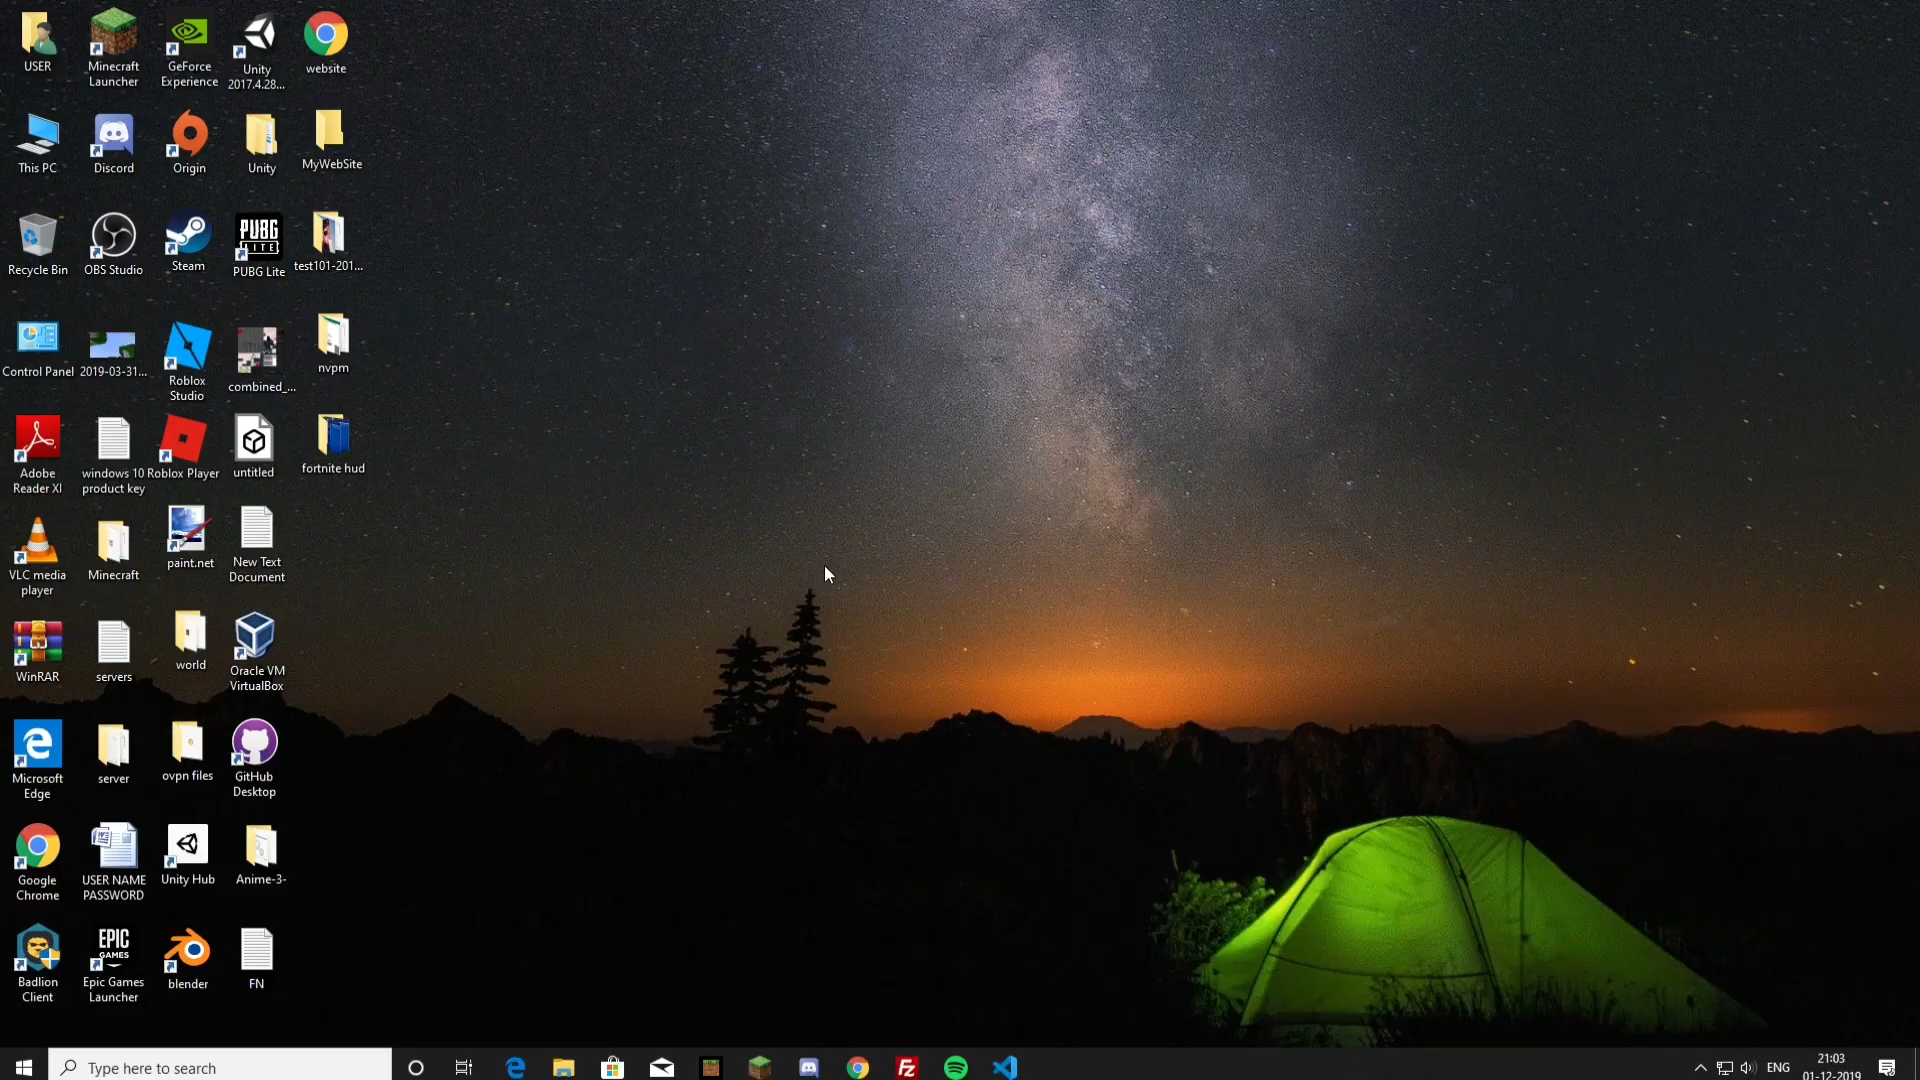 USER
Minecraft
Launcher
GeForce
Experience
Unity
2017.4.28...
website
This PC
Discord
Origin
Unity
MyWebSite
Recycle Bin
OBS Studio
Steam
PUBG
LITE
PUBG Lite
test101-201...
Control Panel
2019-03-31...
Roblox
Studio
combined_...
nvpm
Adobe
Reader XI
windows 10
product key
Roblox Player
untitled
fortnite hud
VLC media
player
Minecraft
paint.net
New Text
Document
WinRAR
servers
world
Oracle VM
VirtualBox
Microsoft
Edge
server
ovpn files
GitHub
Desktop
Google
Chrome
USER NAME
PASSWORD
Unity Hub
Anime-3-
Badlion
Client
EPIC
GAMES
Epic Games
Launcher
blender
FN
Type here to search
Fz
ENG
21:03
01-12-2019